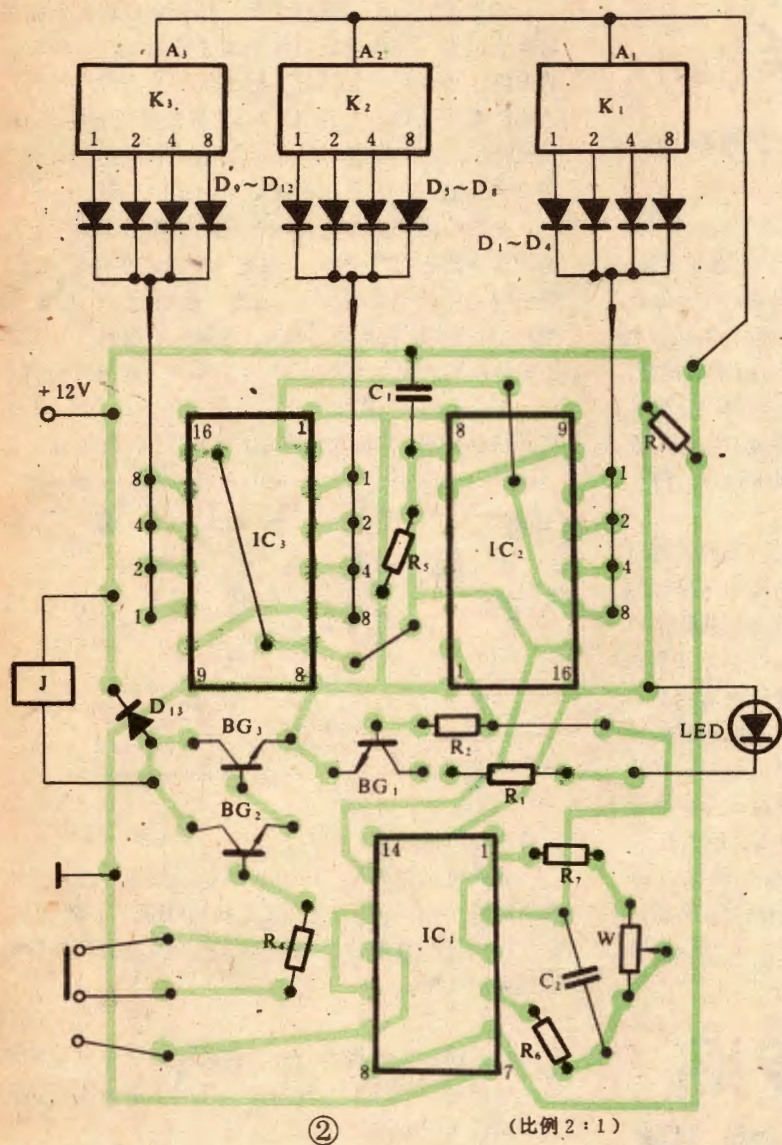 A₃ A₂ A₁
K₃ K₂ K₁
1 2 4 8 1 2 4 8 1 2 4 8
D₉~D₁₂ D₅~D₈
D₁~D₄
+12V
C₁
16 1 8 9
8 1 1
4 2 2
IC₃ R₅ IC₂
2 4 4
1 8 8
9 8 1 16
J
D₁₃
BG₃ R₂ LED
BG₁ R₁
BG₂
14 1
R₇
R₄ IC₁ W
C₂
R₆
8 7
② (比例2:1)